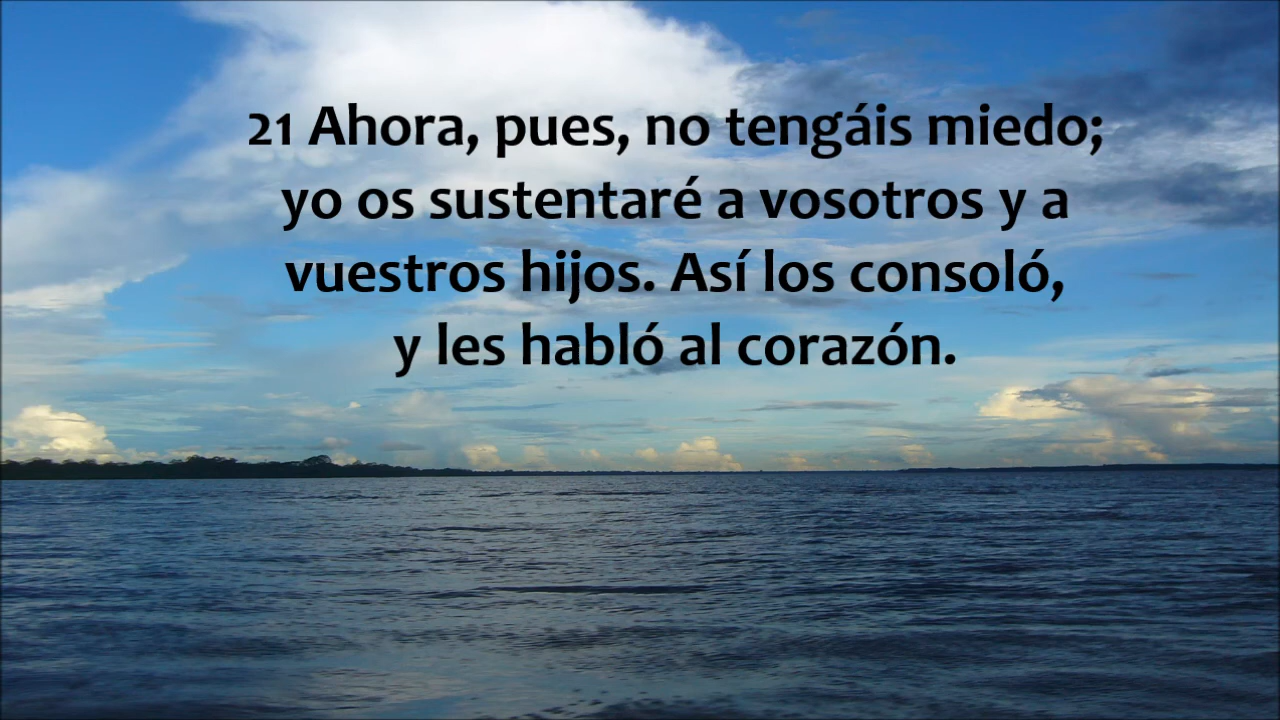 21 Ahora, pues, no tengáis miedo;
yo os sustentaré a vosotros y a
vuestros hijos. Así los consoló,
y les habló al corazón.